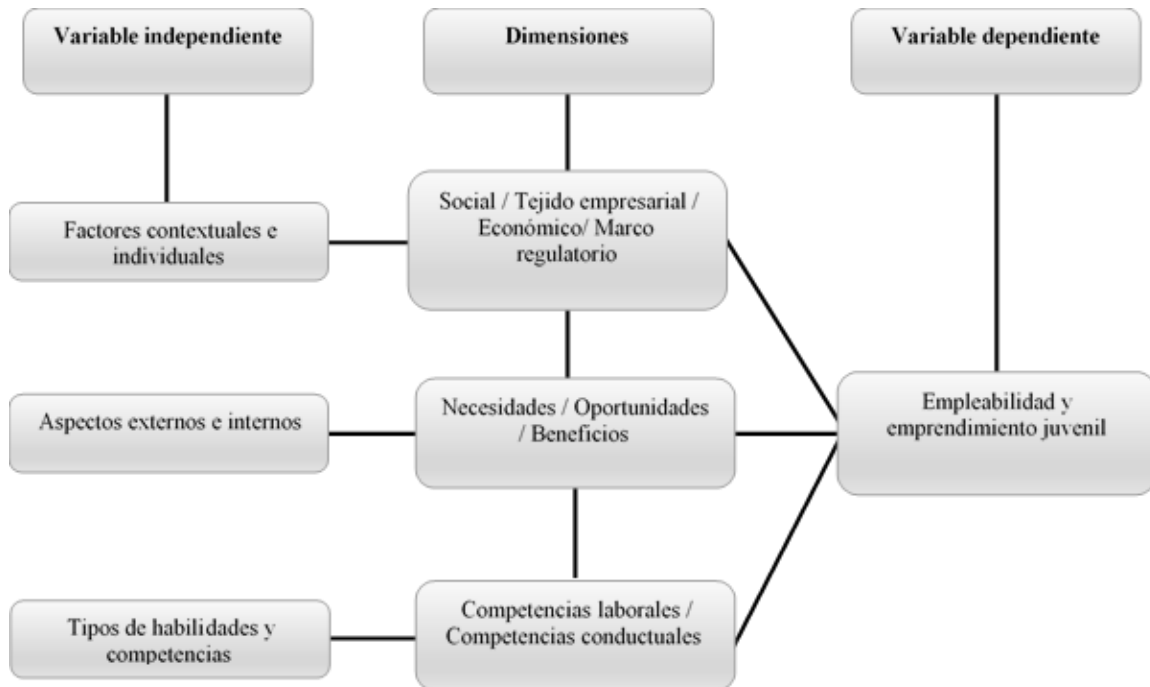 Variable independiente
Dimensiones
Variable dependiente
Factores contextuales e
individuales
Social / Tejido empresarial /
Económico/ Marco
regulatorio
Aspectos externos e internos
Necesidades / Oportunidades
/ Beneficios
Empleabilidad y
emprendimiento juvenil
Tipos de habilidades y
competencias
Competencias laborales /
Competencias conductuales